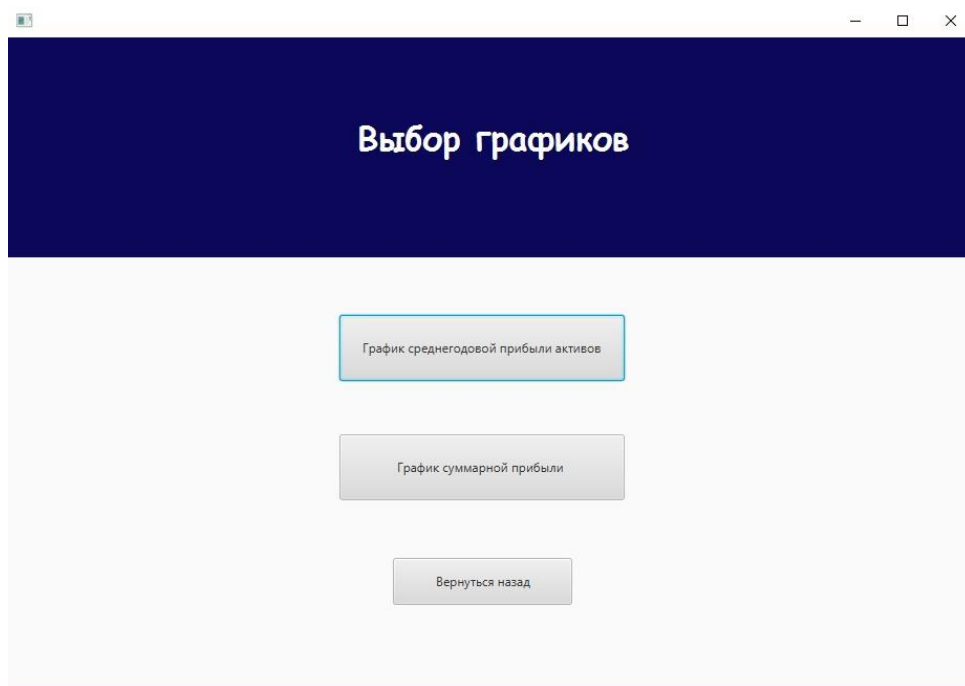 Выбор графиков
График среднегодовой прибыли активов
График суммарной прибыли
Вернуться назад